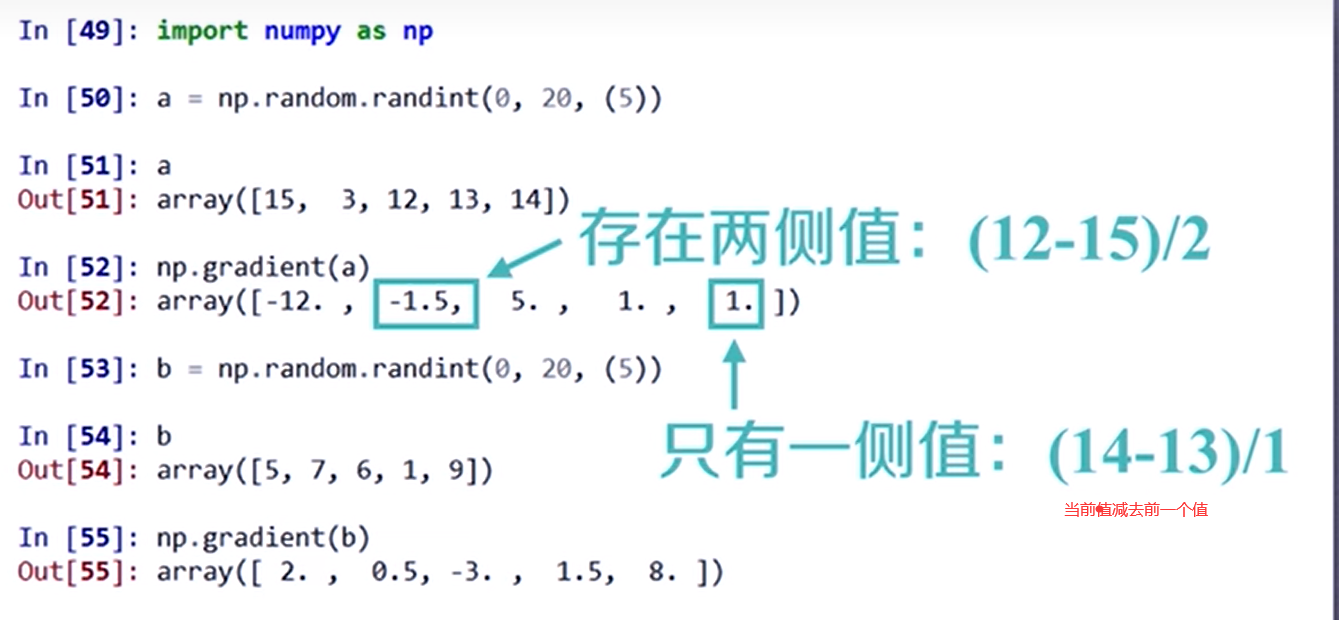 In [49]: import numpy as np
In [50]: a = np.random.randint(0, 20, (5))
In [51]: a
Out[51]: array([15,  3, 12, 13, 14])
存在两侧值：(12-15)/2
In [52]: np.gradient(a)
Out[52]: array([-12. ,  -1.5,   5. ,   1. ,   1. ])
In [53]: b = np.random.randint(0, 20, (5))
只有一侧值：(14-13)/1
In [54]: b
Out[54]: array([5, 7, 6, 1, 9])
当前值减去前一个值
In [55]: np.gradient(b)
Out[55]: array([ 2. ,  0.5, -3. ,  1.5,  8. ])